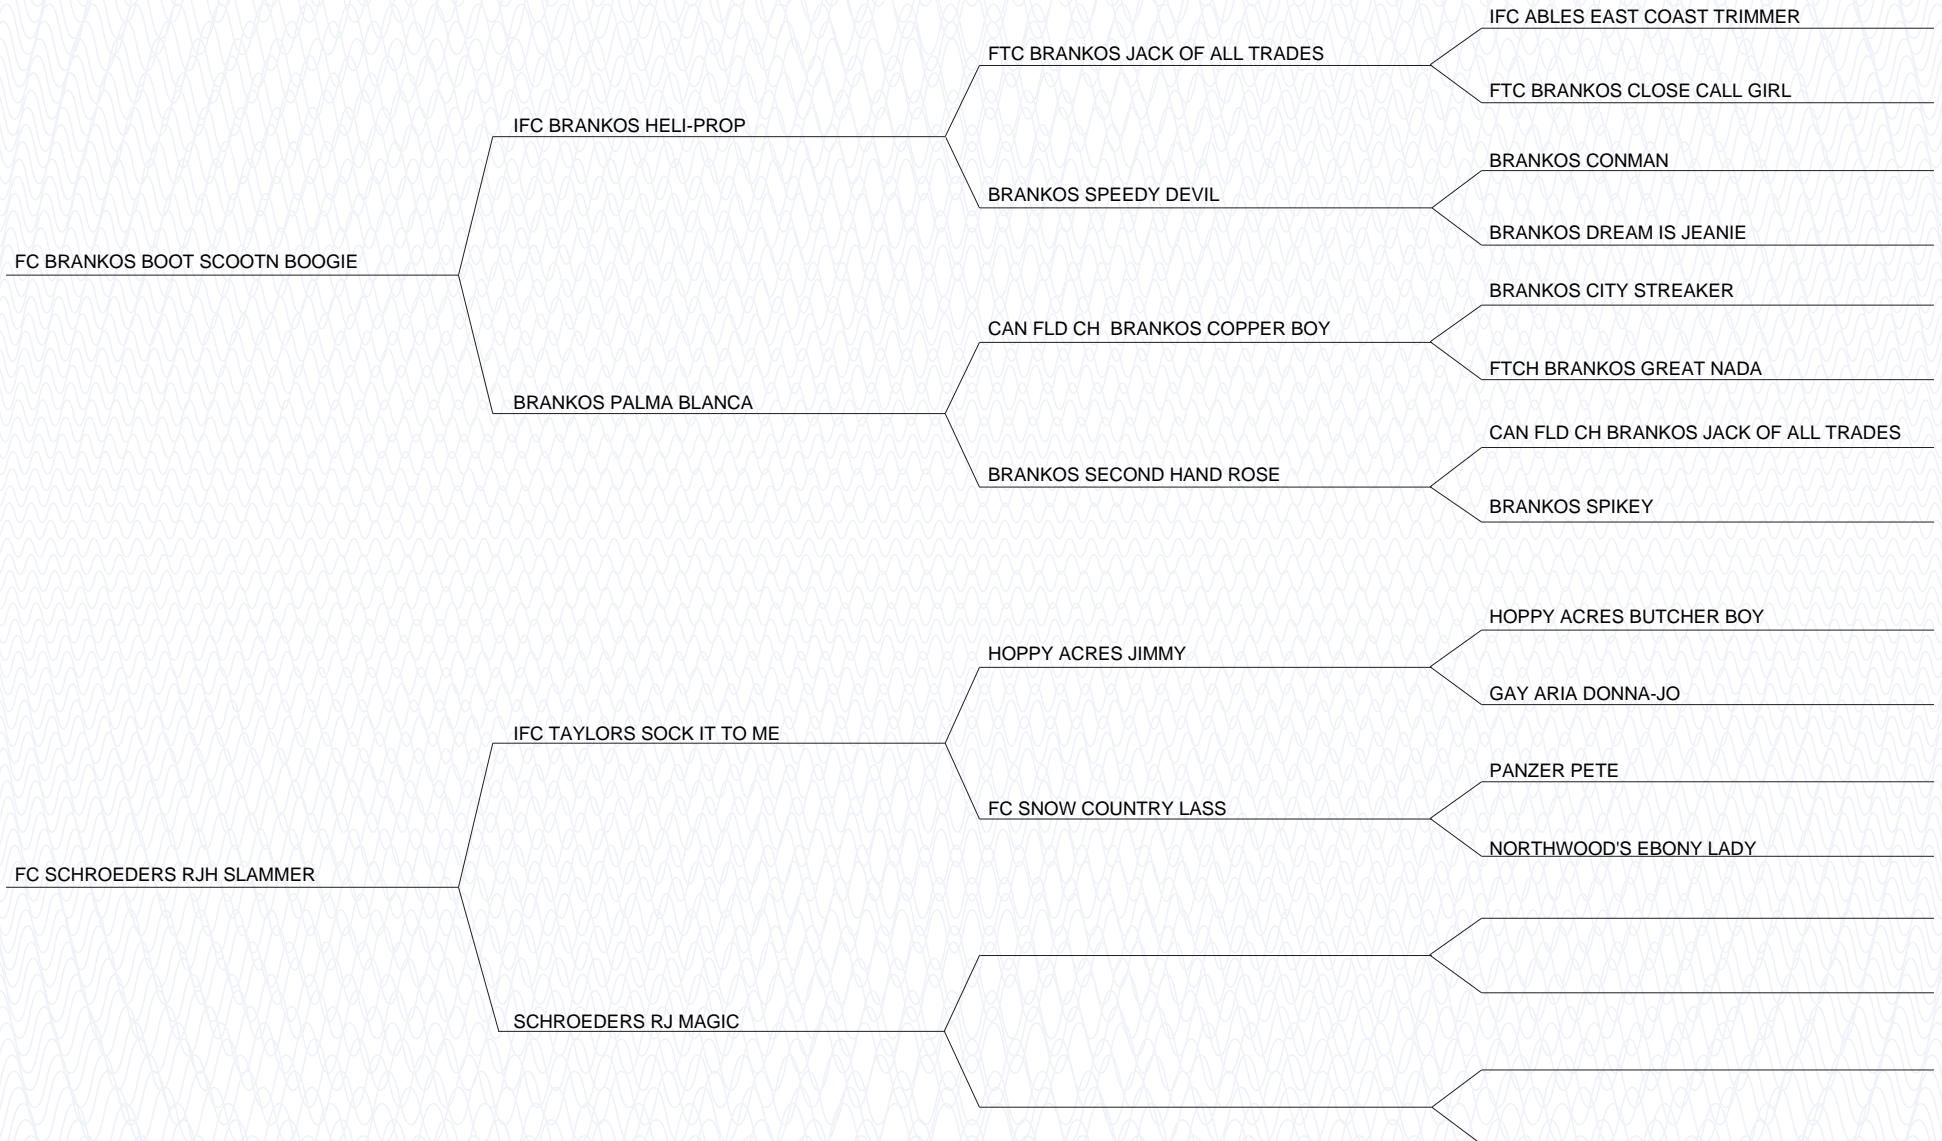 IFC ABLES EAST COAST TRIMMER
FTC BRANKOS JACK OF ALL TRADES
FTC BRANKOS CLOSE CALL GIRL
IFC BRANKOS HELI-PROP
BRANKOS CONMAN
BRANKOS SPEEDY DEVIL
BRANKOS DREAM IS JEANIE
FC BRANKOS BOOT SCOOTN BOOGIE
BRANKOS CITY STREAKER
CAN FLD CH  BRANKOS COPPER BOY
FTCH BRANKOS GREAT NADA
BRANKOS PALMA BLANCA
CAN FLD CH BRANKOS JACK OF ALL TRADES
BRANKOS SECOND HAND ROSE
BRANKOS SPIKEY
HOPPY ACRES BUTCHER BOY
HOPPY ACRES JIMMY
GAY ARIA DONNA-JO
IFC TAYLORS SOCK IT TO ME
PANZER PETE
FC SNOW COUNTRY LASS
NORTHWOOD'S EBONY LADY
FC SCHROEDERS RJH SLAMMER
SCHROEDERS RJ MAGIC